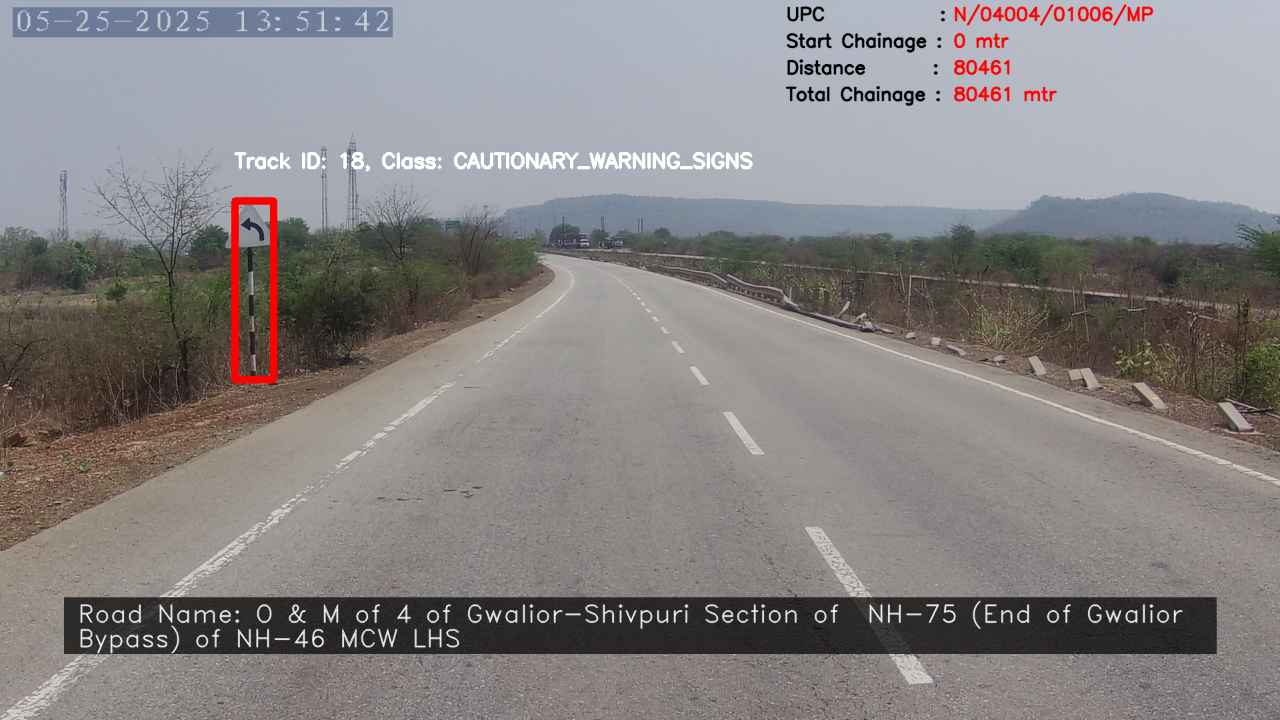 05-25-2025 13:51:42
UPC : N/04004/01006/MP
Start Chainage : 0 mtr
Distance : 80461
Total Chainage : 80461 mtr
Track ID: 18, Class: CAUTIONARY_WARNING_SIGNS
Road Name: O & M of 4 of Gwalior-Shivpuri Section of NH-75 (End of Gwalior
Bypass) of NH-46 MCW LHS